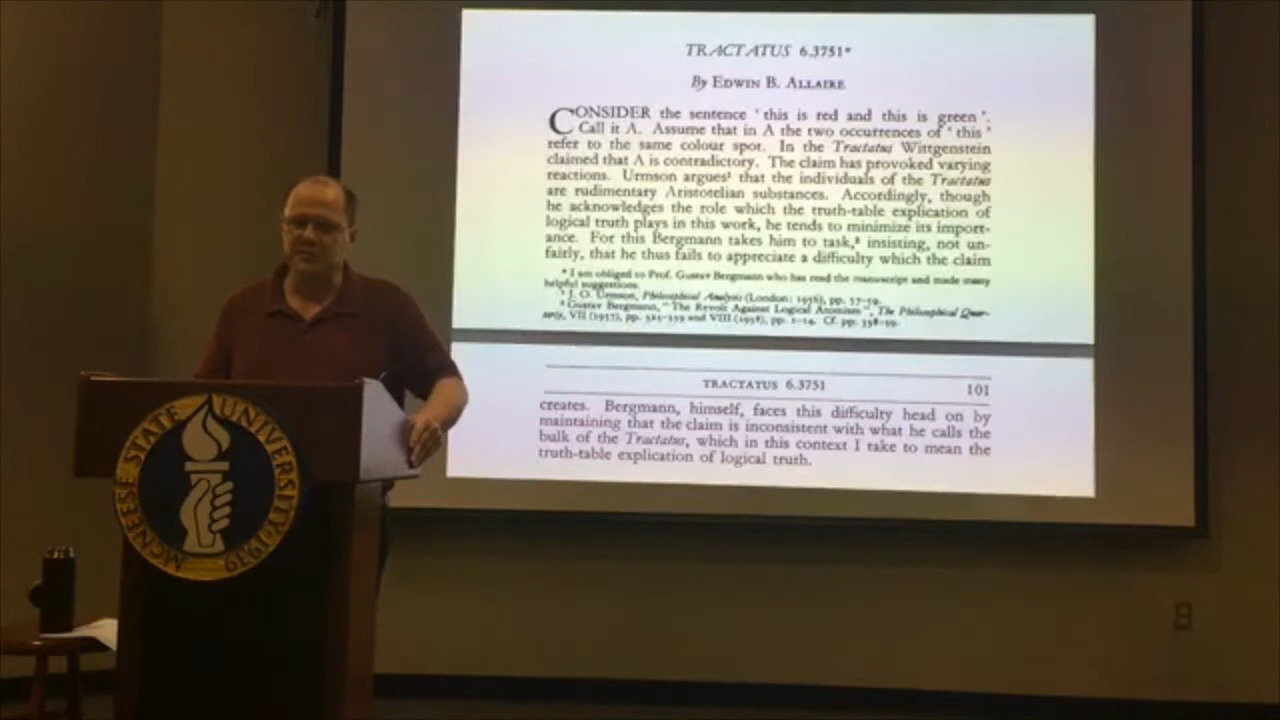 TRACTATUS 6.3751*
By EDWIN B. ALLAIRE
CONSIDER the sentence ' this is red and this is green '.
Call it A. Assume that in A the two occurrences of ' this '
refer to the same colour spot. In the Tractatus Wittgenstein
claimed that A is contradictory. The claim has provoked varying
reactions. Urmson argues¹ that the individuals of the Tractatus
are rudimentary Aristotelian substances. Accordingly, though
he acknowledges the role which the truth-table explication of
logical truth plays in this work, he tends to minimize its import-
ance. For this Bergmann takes him to task,² insisting, not un-
fairly, that he thus fails to appreciate a difficulty which the claim
* I am obliged to Prof. Gustav Bergmann who has read the manuscript and made many
helpful suggestions.
¹ J. O. Urmson, Philosophical Analysis (London: 1956), pp. 57-59.
² Gustav Bergmann, " The Revolt Against Logical Atomism ", The Philosophical Quar-
terly, VII (1957), pp. and VIII (1958), pp. 1-14. Cf. pp.
TRACTATUS 6.3751 101
creates. Bergmann, himself, faces this difficulty head on by
maintaining that the claim is inconsistent with what he calls the
bulk of the Tractatus, which in this context I take to mean the
truth-table explication of logical truth.
MCNEESE STATE UNIVERSITY
1939